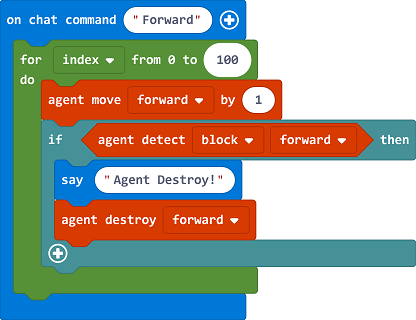 on chat command "Forward"
for index from 0 to 100
do
agent move forward by 1
if agent detect block forward then
say "Agent Destroy!"
agent destroy forward